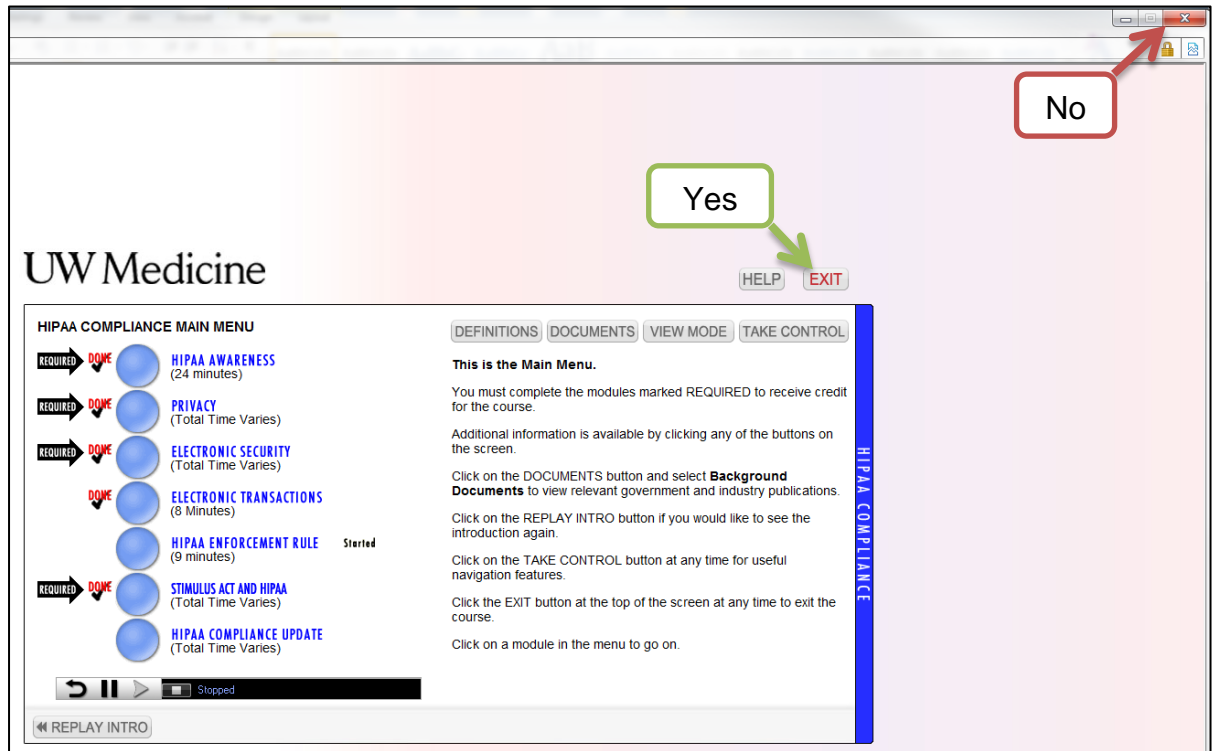 No
Yes
UW Medicine
HELP EXIT
HIPAA COMPLIANCE MAIN MENU
DEFINITIONS DOCUMENTS VIEW MODE TAKE CONTROL
REQUIRED DONE HIPAA AWARENESS
(24 minutes)
REQUIRED DONE PRIVACY
(Total Time Varies)
REQUIRED DONE ELECTRONIC SECURITY
(Total Time Varies)
DONE ELECTRONIC TRANSACTIONS
(8 Minutes)
HIPAA ENFORCEMENT RULE Started
(9 minutes)
REQUIRED DONE STIMULUS ACT AND HIPAA
(Total Time Varies)
HIPAA COMPLIANCE UPDATE
(Total Time Varies)
Stopped
REPLAY INTRO
This is the Main Menu.
You must complete the modules marked REQUIRED to receive credit
for the course.
Additional information is available by clicking any of the buttons on
the screen.
Click on the DOCUMENTS button and select Background
Documents to view relevant government and industry publications.
Click on the REPLAY INTRO button if you would like to see the
introduction again.
Click on the TAKE CONTROL button at any time for useful
navigation features.
Click the EXIT button at the top of the screen at any time to exit the
course.
Click on a module in the menu to go on.
HIPAA COMPLIANCE